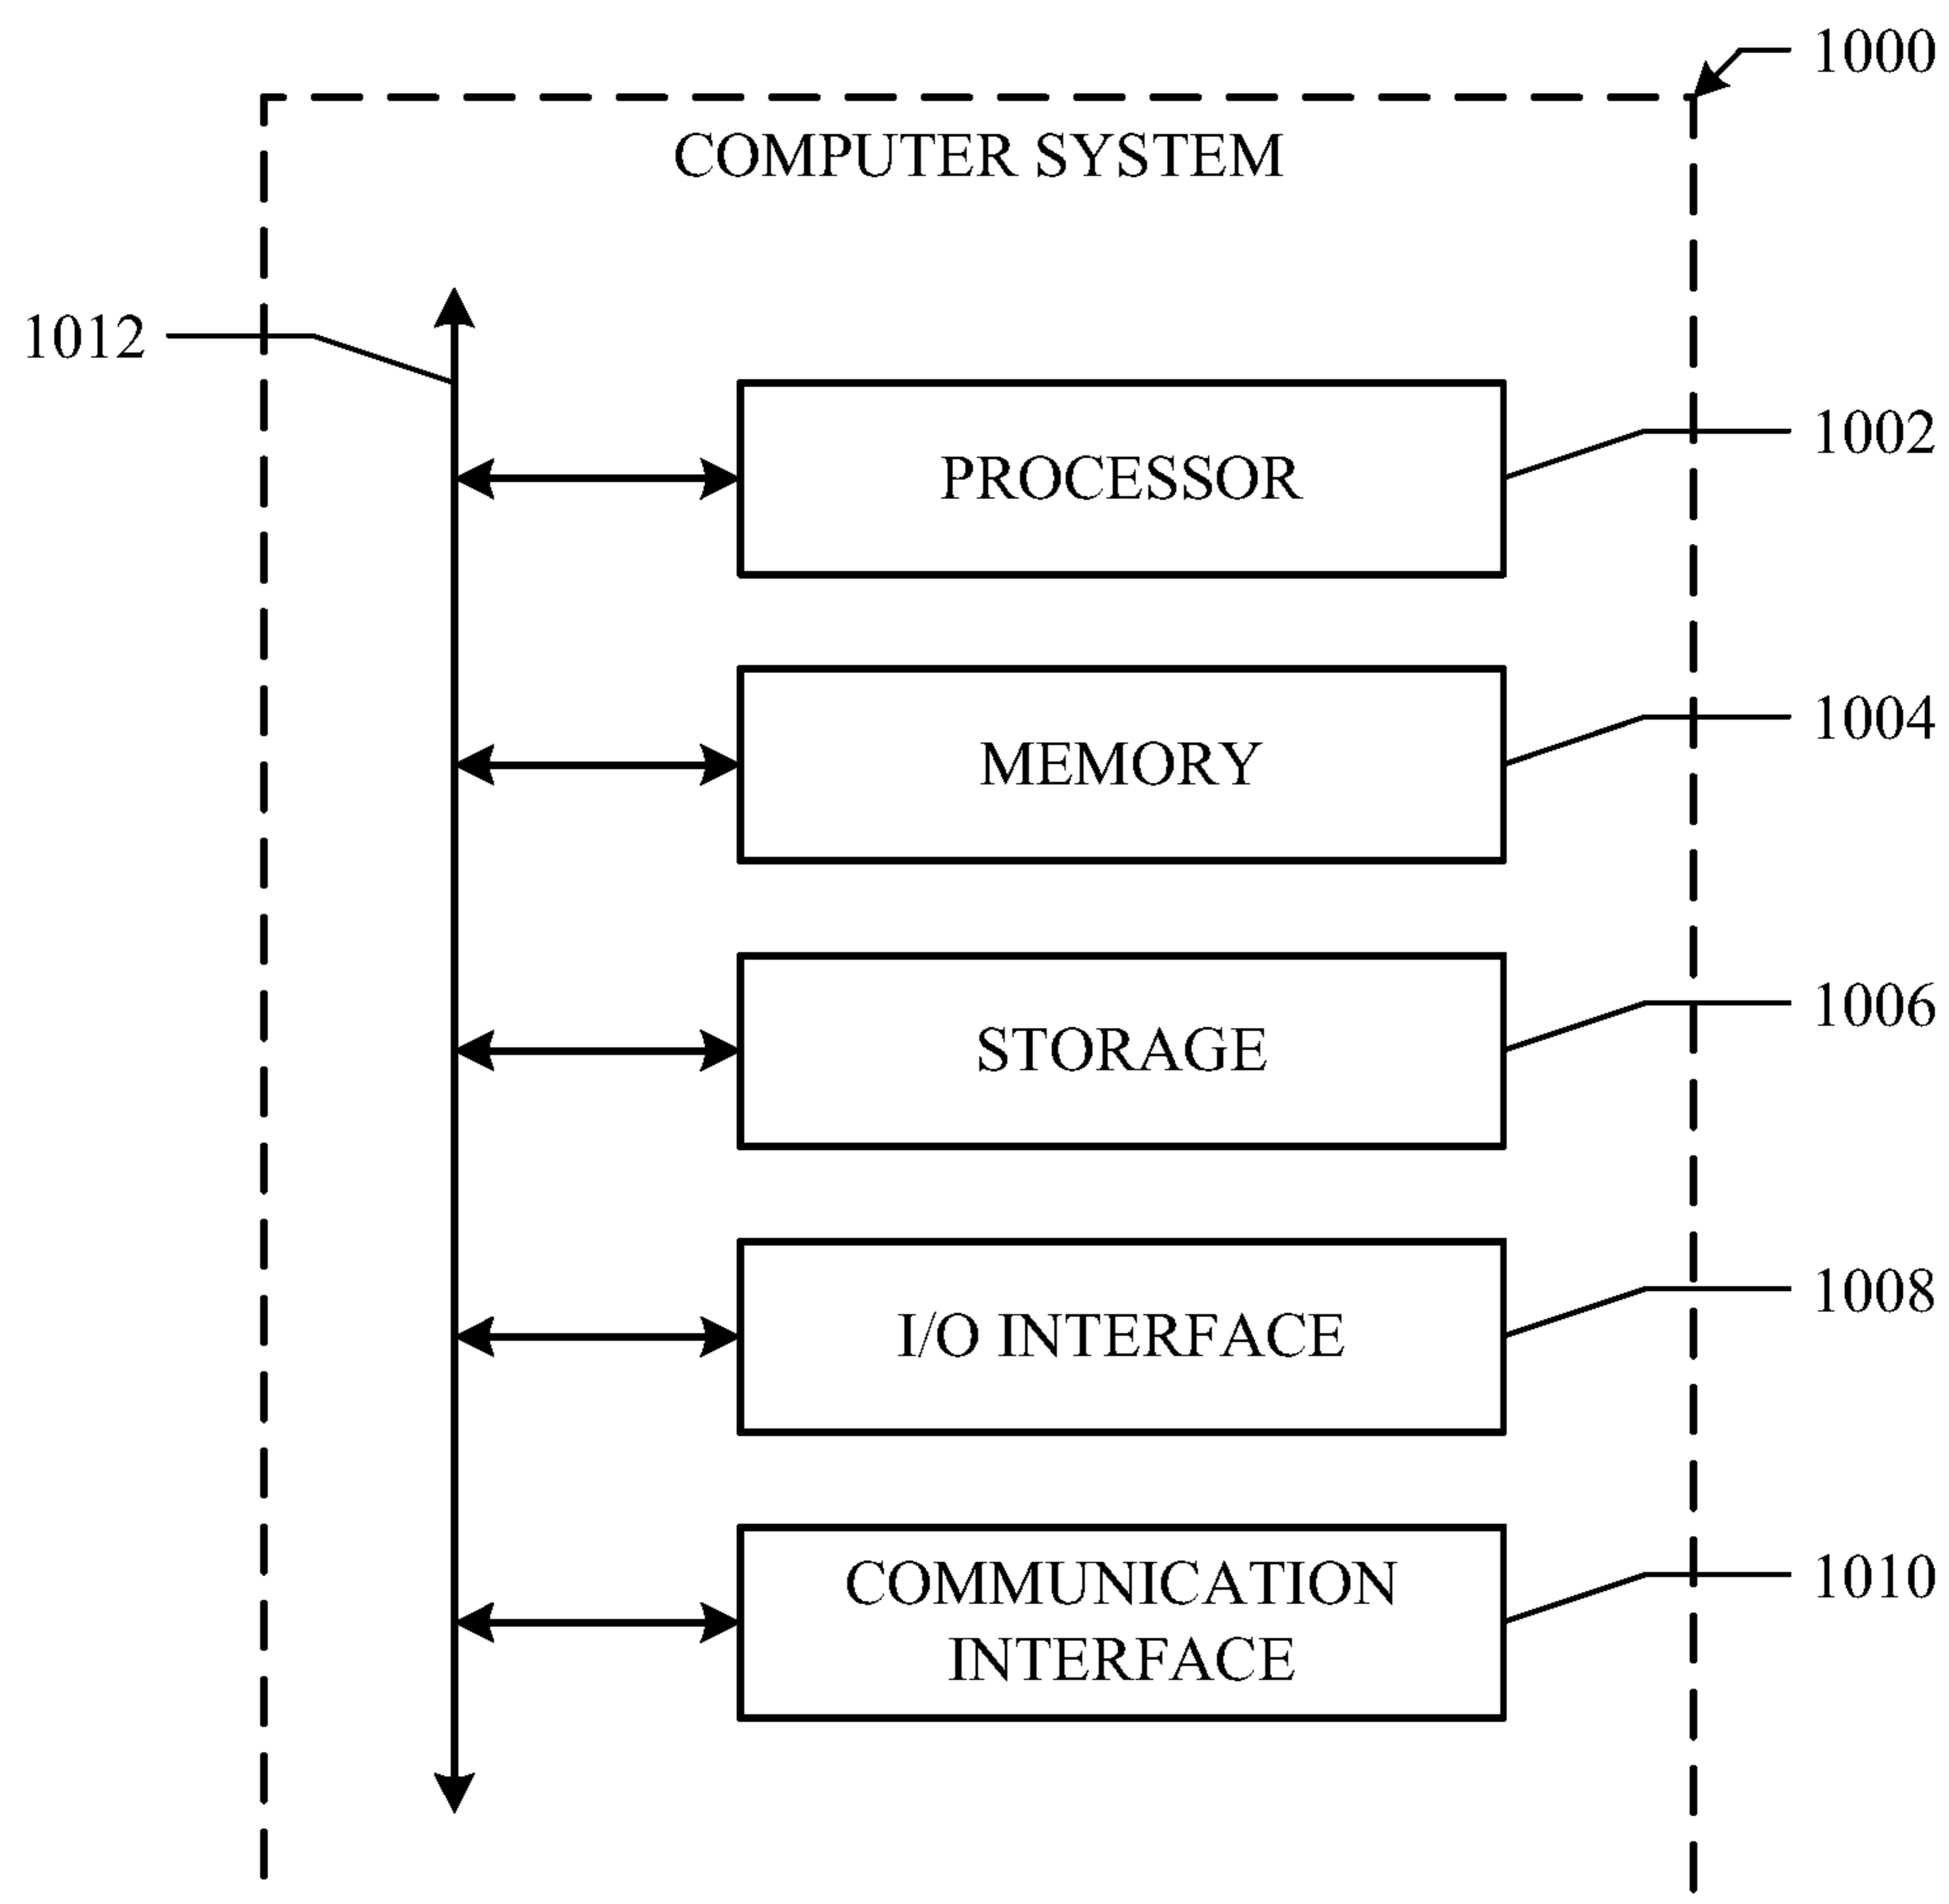 1000
COMPUTER SYSTEM
1012
1002
PROCESSOR
1004
MEMORY
1006
STORAGE
1008
I/O INTERFACE
1010
COMMUNICATION
INTERFACE